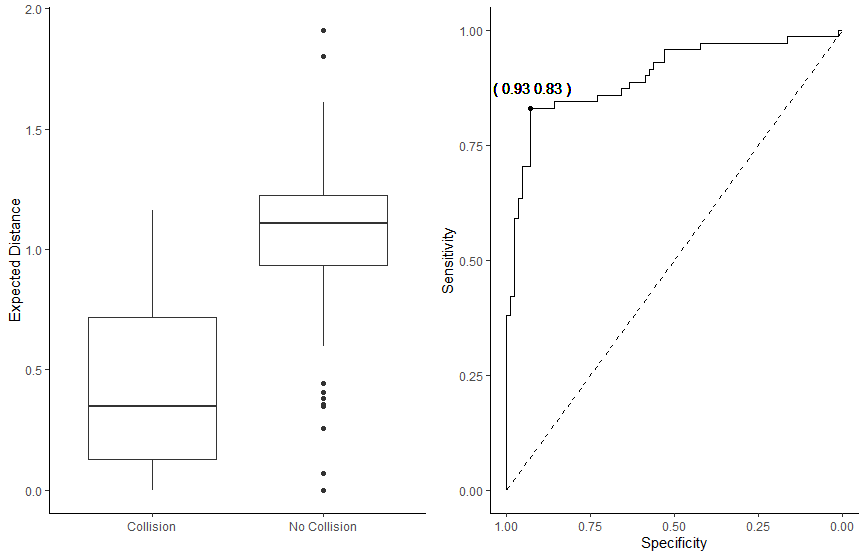 2.0
1.5
1.0
0.5
0.0
Expected Distance
Collision
No Collision
1.00
0.75
0.50
0.25
0.00
Sensitivity
( 0.93 0.83 )
1.00
0.75
0.50
0.25
0.00
Specificity